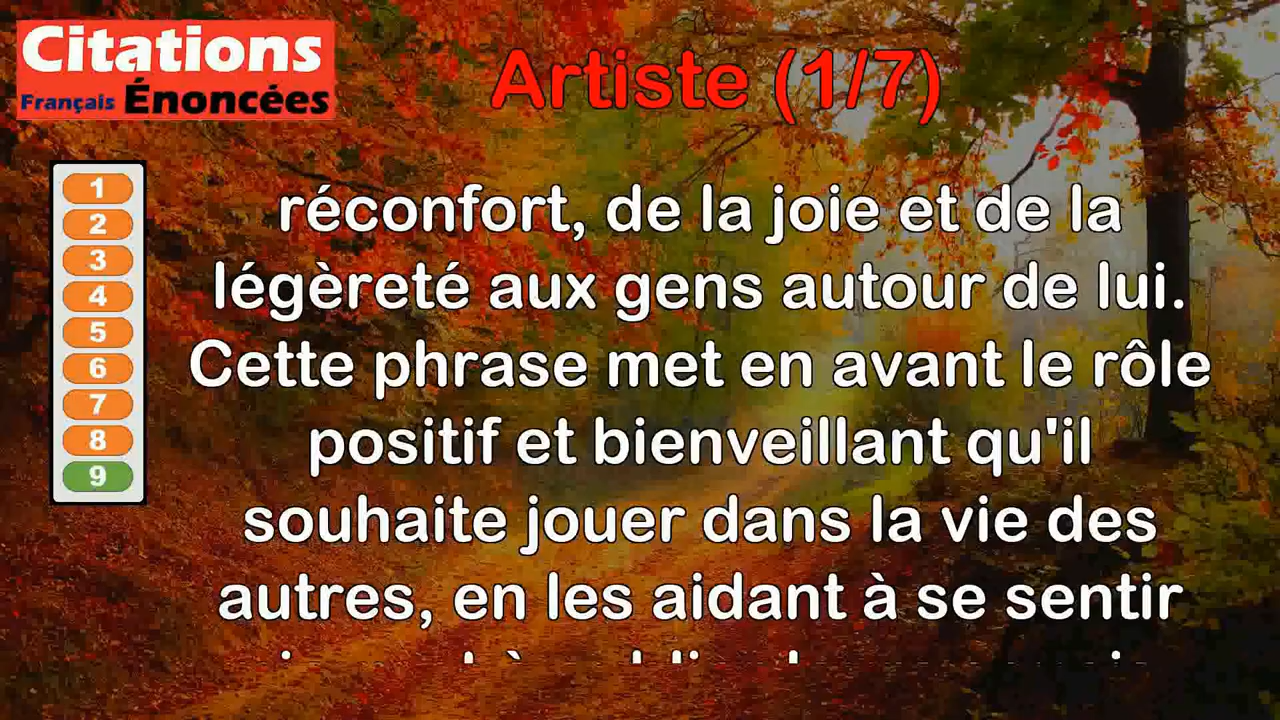 Citations
Français Énoncées
Artiste (1/7)
1
2
3
4
5
6
7
8
9
réconfort, de la joie et de la
légèreté aux gens autour de lui.
Cette phrase met en avant le rôle
positif et bienveillant qu'il
souhaite jouer dans la vie des
autres, en les aidant à se sentir